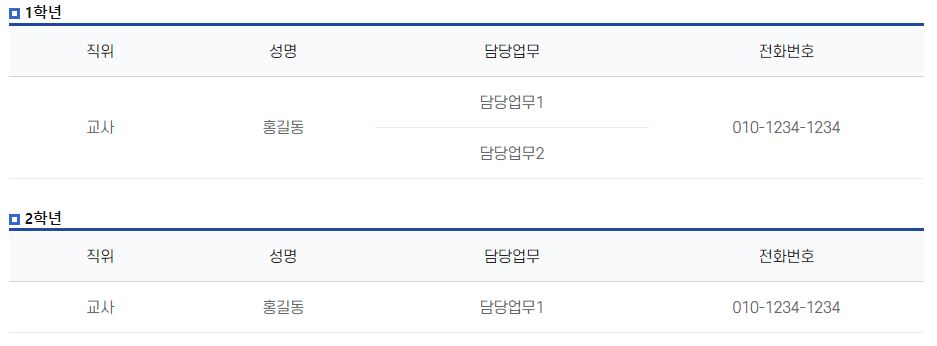 1학년
직위 성명 담당업무 전화번호
담당업무1
교사 홍길동 010-1234-1234
담당업무2
2학년
직위 성명 담당업무 전화번호
교사 홍길동 담당업무1 010-1234-1234